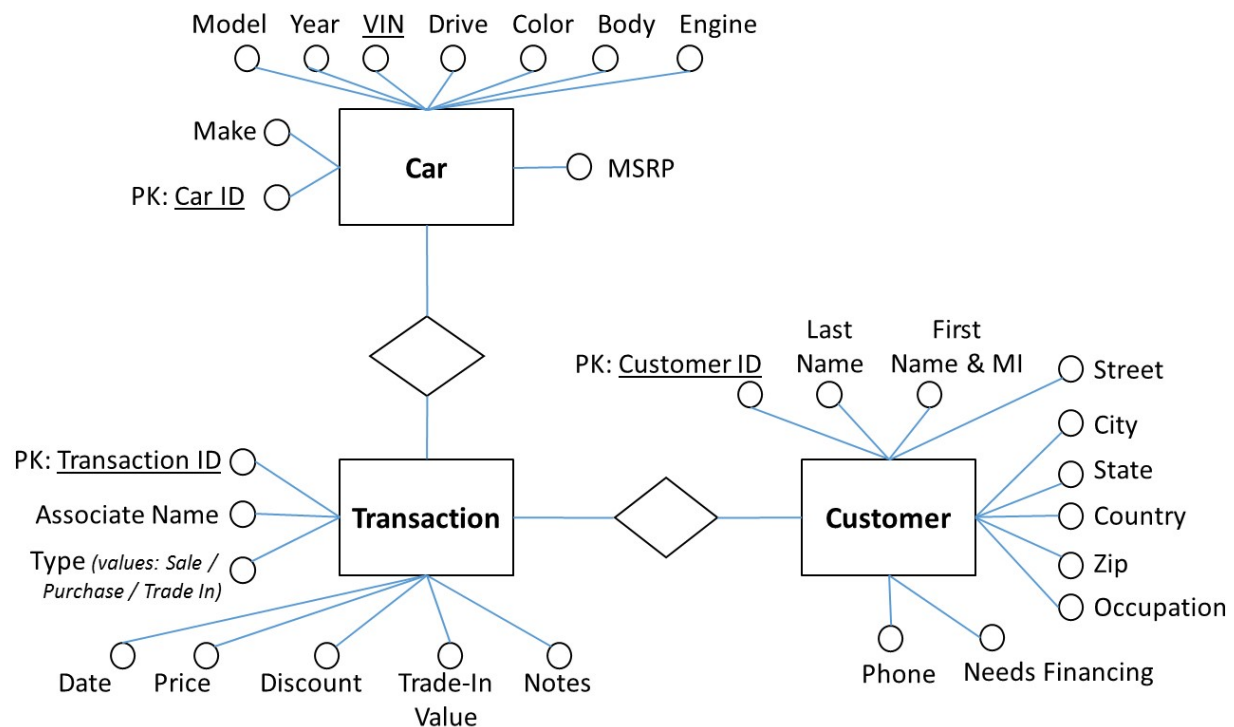 Model Year VIN Drive Color Body Engine
Make
Car
MSRP
PK: Car ID
Last
Name
First
Name & MI
PK: Customer ID
Street
City
State
Country
Zip
Occupation
PK: Transaction ID
Associate Name
Type (values: Sale /
Purchase / Trade In)
Transaction
Customer
Date Price Discount Trade-In
Value
Notes
Phone Needs Financing